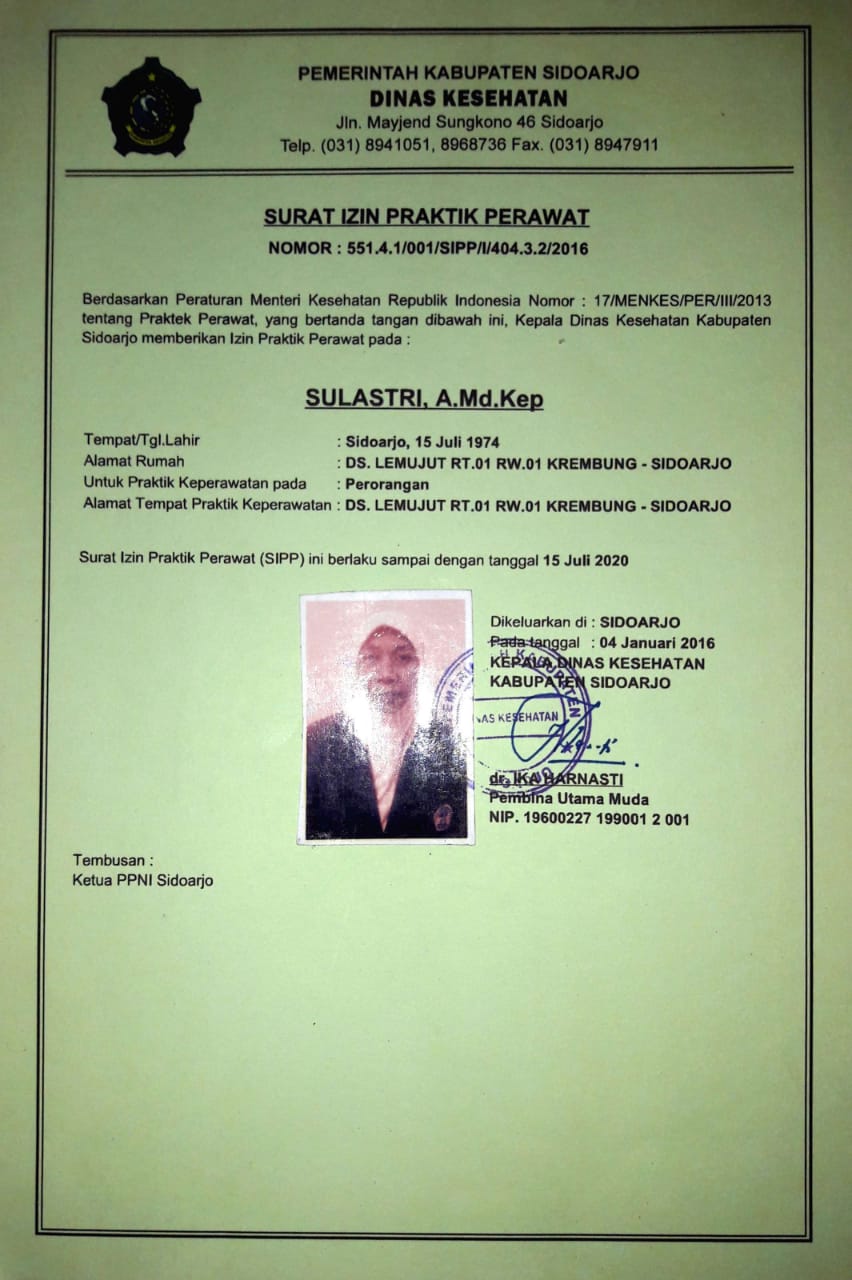 PEMERINTAH KABUPATEN SIDOARJO
DINAS KESEHATAN
Jln. Mayjend Sungkono 46 Sidoarjo
Telp. (031) 8941051, 8968736 Fax. (031) 8947911
SURAT IZIN PRAKTIK PERAWAT
NOMOR : 551.4.1/001/SIPP/I/404.3.2/2016
Berdasarkan Peraturan Menteri Kesehatan Republik Indonesia Nomor : 17/MENKES/PER/III/2013
tentang Praktek Perawat, yang bertanda tangan dibawah ini, Kepala Dinas Kesehatan Kabupaten
Sidoarjo memberikan Izin Praktik Perawat pada :
SULASTRI, A.Md.Kep
Tempat/Tgl.Lahir : Sidoarjo, 15 Juli 1974
Alamat Rumah : DS. LEMUJUT RT.01 RW.01 KREMBUNG - SIDOARJO
Untuk Praktik Keperawatan pada : Perorangan
Alamat Tempat Praktik Keperawatan : DS. LEMUJUT RT.01 RW.01 KREMBUNG - SIDOARJO
Surat Izin Praktik Perawat (SIPP) ini berlaku sampai dengan tanggal 15 Juli 2020
Dikeluarkan di : SIDOARJO
Pada tanggal : 04 Januari 2016
KEPALA DINAS KESEHATAN
KABUPATEN SIDOARJO
AS KESEHATAN
dr. IKA HARNASTI
Pembina Utama Muda
NIP. 19600227 199001 2 001
Tembusan :
Ketua PPNI Sidoarjo